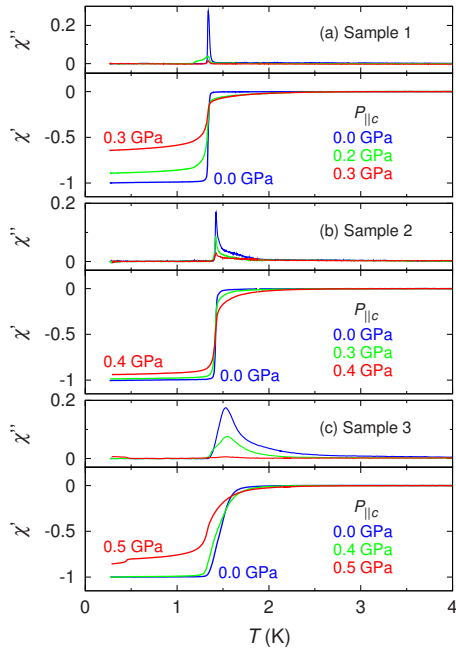 0.2
χ''
(a) Sample 1
0
0
P||c
χ'
-0.5
0.3 GPa
0.0 GPa
0.2 GPa
0.3 GPa
-1
0.0 GPa
0.2
χ''
(b) Sample 2
0
0
P||c
χ'
-0.5
0.0 GPa
0.3 GPa
0.4 GPa
0.4 GPa
-1
0.0 GPa
0.2
χ''
(c) Sample 3
0
0
P||c
χ'
-0.5
0.0 GPa
0.5 GPa
0.4 GPa
0.5 GPa
-1
0.0 GPa
0 1 2 3 4
T (K)